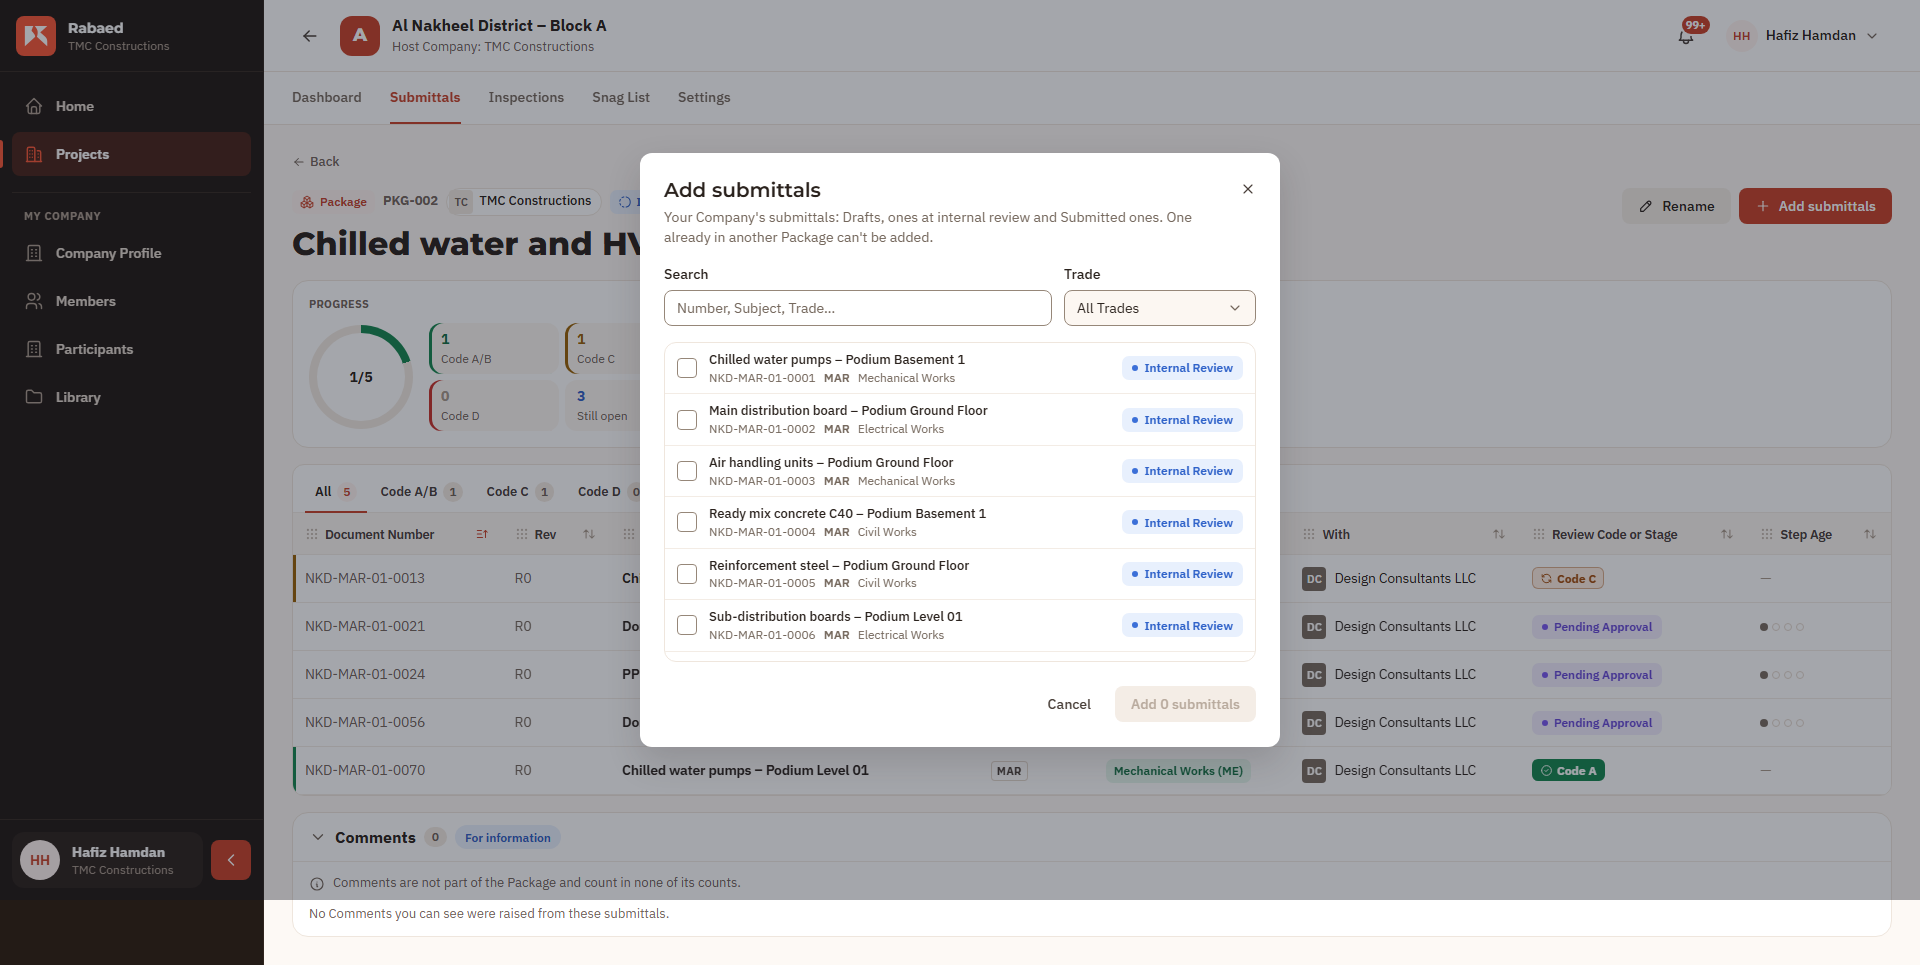 Rabaed
TMC Constructions
Home
Projects
MY COMPANY
Company Profile
Members
Participants
Library
HH
Hafiz Hamdan
TMC Constructions
A
Al Nakheel District – Block A
Host Company: TMC Constructions
99+
HH
Hafiz Hamdan
Dashboard
Submittals
Inspections
Snag List
Settings
Back
Package
PKG-002
TC
TMC Constructions
Chilled water and
Rename
Add submittals
PROGRESS
1/5
1
Code A/B
1
Code C
0
Code D
3
Still open
All 5
Code A/B 1
Code C 1
Code D 0
Document Number
Rev
With
Review Code or Stage
Step Age
NKD-MAR-01-0013 R0 DC Design Consultants LLC Code C —
NKD-MAR-01-0021 R0 DC Design Consultants LLC Pending Approval
NKD-MAR-01-0024 R0 DC Design Consultants LLC Pending Approval
NKD-MAR-01-0056 R0 DC Design Consultants LLC Pending Approval
NKD-MAR-01-0070 R0 Chilled water pumps – Podium Level 01 MAR Mechanical Works (ME) DC Design Consultants LLC Code A —
Comments 0 For information
Comments are not part of the Package and count in none of its counts.
No Comments you can see were raised from these submittals.
Add submittals
Your Company's submittals: Drafts, ones at internal review and Submitted ones. One
already in another Package can't be added.
Search
Trade
Number, Subject, Trade...
All Trades
Chilled water pumps – Podium Basement 1
NKD-MAR-01-0001 MAR Mechanical Works
Internal Review
Main distribution board – Podium Ground Floor
NKD-MAR-01-0002 MAR Electrical Works
Internal Review
Air handling units – Podium Ground Floor
NKD-MAR-01-0003 MAR Mechanical Works
Internal Review
Ready mix concrete C40 – Podium Basement 1
NKD-MAR-01-0004 MAR Civil Works
Internal Review
Reinforcement steel – Podium Ground Floor
NKD-MAR-01-0005 MAR Civil Works
Internal Review
Sub-distribution boards – Podium Level 01
NKD-MAR-01-0006 MAR Electrical Works
Internal Review
Cancel
Add 0 submittals